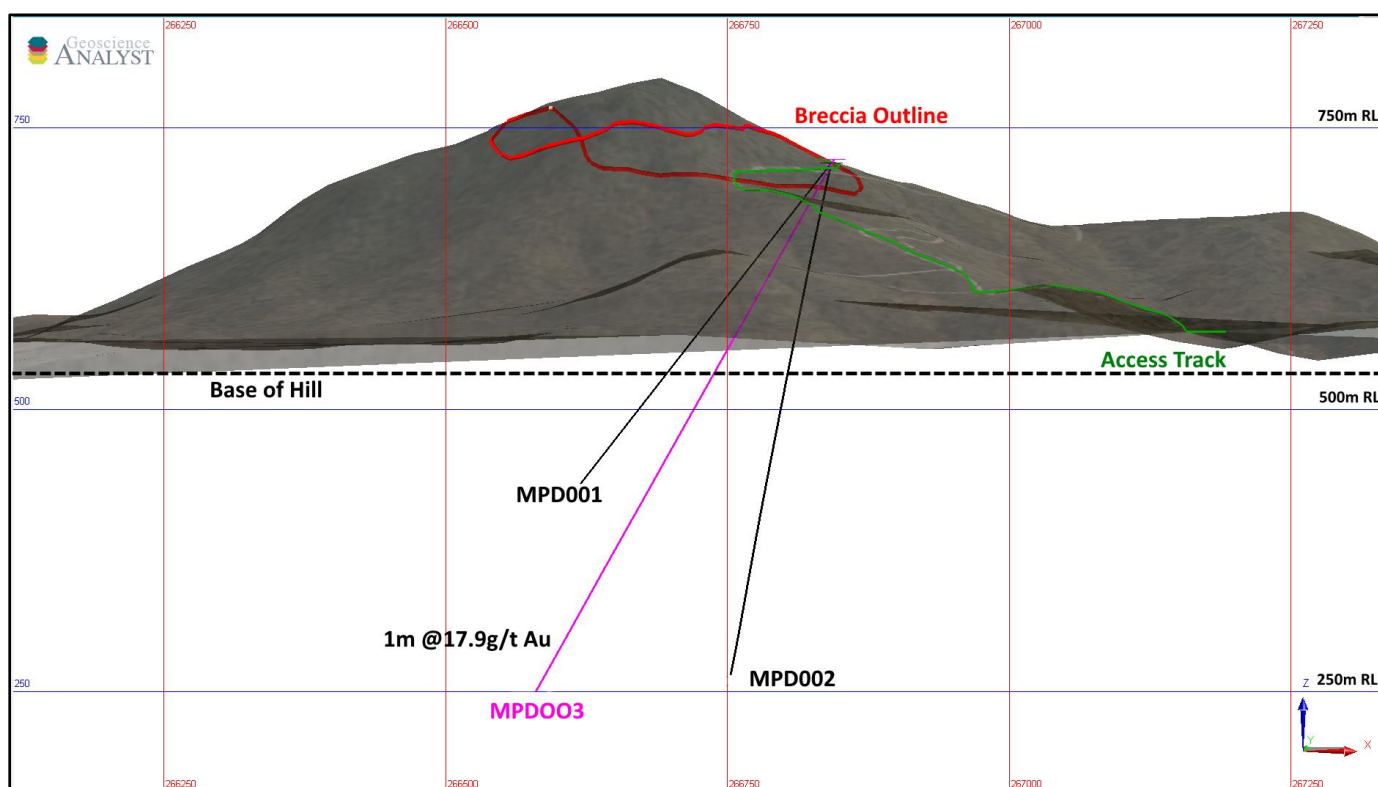 266250
266500
266750
267000
267250
Geoscience
ANALYST
Breccia Outline
750
750m RL
Access Track
Base of Hill
500
500m RL
MPD001
1m @17.9g/t Au
MPD002
250
250m RL
MPDOO3
Z
Y
X
266250
266500
266750
267000
267250